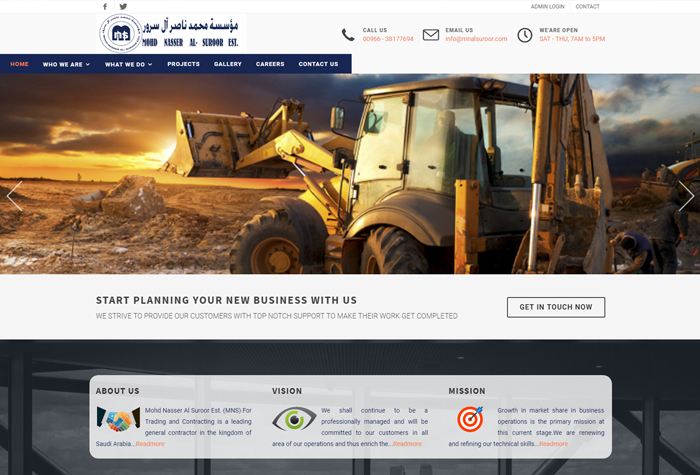 ADMIN LOGIN CONTACT
مؤسسة محمد ناصر آل سرور
MOHD NASSER AL- SUROOR EST.
CALL US
00966 - 38177694
EMAIL US
info@mnalsuroor.com
WE'ARE OPEN
SAT - THU, 7AM to 5PM
HOME WHO WE ARE WHAT WE DO PROJECTS GALLERY CAREERS CONTACT US
START PLANNING YOUR NEW BUSINESS WITH US
WE STRIVE TO PROVIDE OUR CUSTOMERS WITH TOP NOTCH SUPPORT TO MAKE THEIR WORK GET COMPLETED
GET IN TOUCH NOW
ABOUT US
Mohd Nasser Al Suroor Est. (MNS) For
Trading and Contracting is a leading
general contractor in the kingdom of
Saudi Arabia...Readmore
VISION
We shall continue to be a
professionally managed and will be
committed to our customers in all
area of our operations and thus enrich the...Readmore
MISSION
Growth in market share in business
operations is the primary mission at
this current stage.We are renewing
and refining our technical skills...Readmore